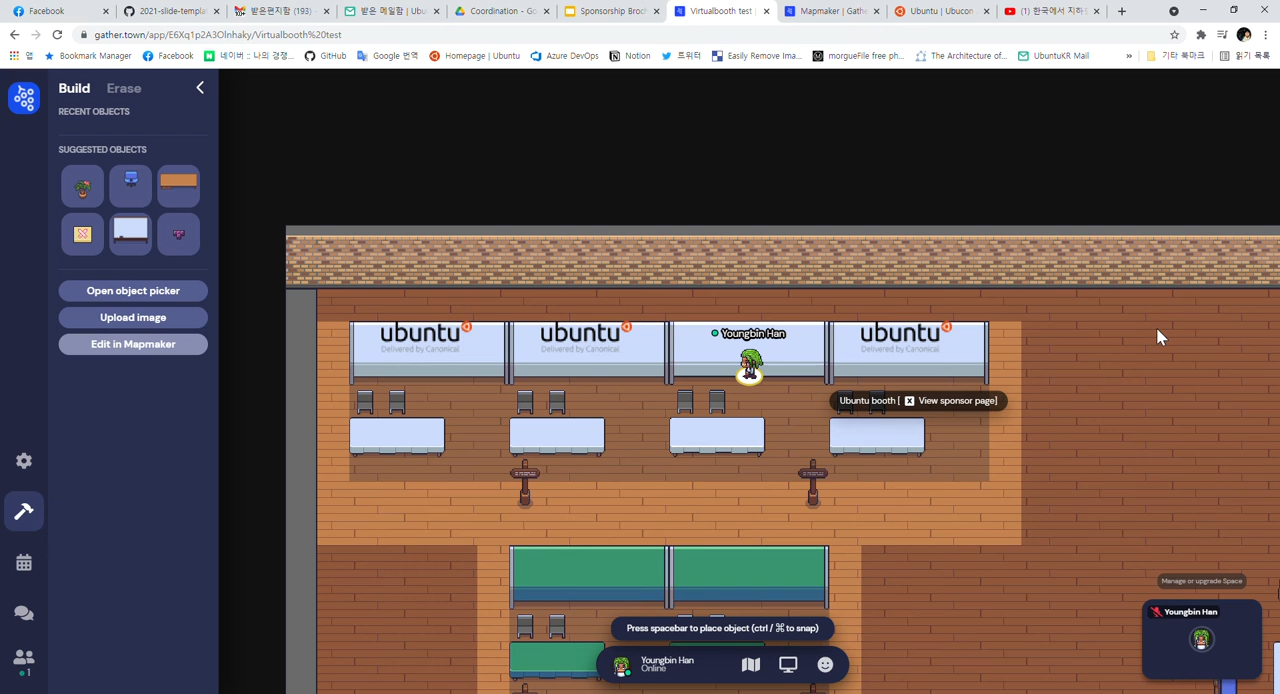 Facebook
2021-slide-templat
받은편지함 (193) -
받은 메일함 | Ubu
Coordination - Go
Sponsorship Broch
Virtualbooth test |
Mapmaker | Gathe
Ubuntu | Ubucon
(1) 한국에서 지하
gather.town/app/E6Xq1p2A3OInhaky/Virtualbooth%20test
앱
Bookmark Manager
Facebook
네이버 :: 나의 경쟁...
GitHub
Google 번역
Homepage | Ubuntu
Azure DevOps
Notion
트위터
Easily Remove Ima...
morgueFile free ph...
The Architecture of...
UbuntuKR Mail
»
기타 북마크
읽기 목록
Build Erase
RECENT OBJECTS
SUGGESTED OBJECTS
Open object picker
Upload image
Edit in Mapmaker
1
ubuntu
Delivered by Canonical
ubuntu
Delivered by Canonical
Youngbin Han
ubuntu
Delivered by Canonical
Ubuntu booth [ X View sponsor page]
Press spacebar to place object (ctrl / ⌘ to snap)
Youngbin Han
Online
Manage or upgrade Space
Youngbin Han